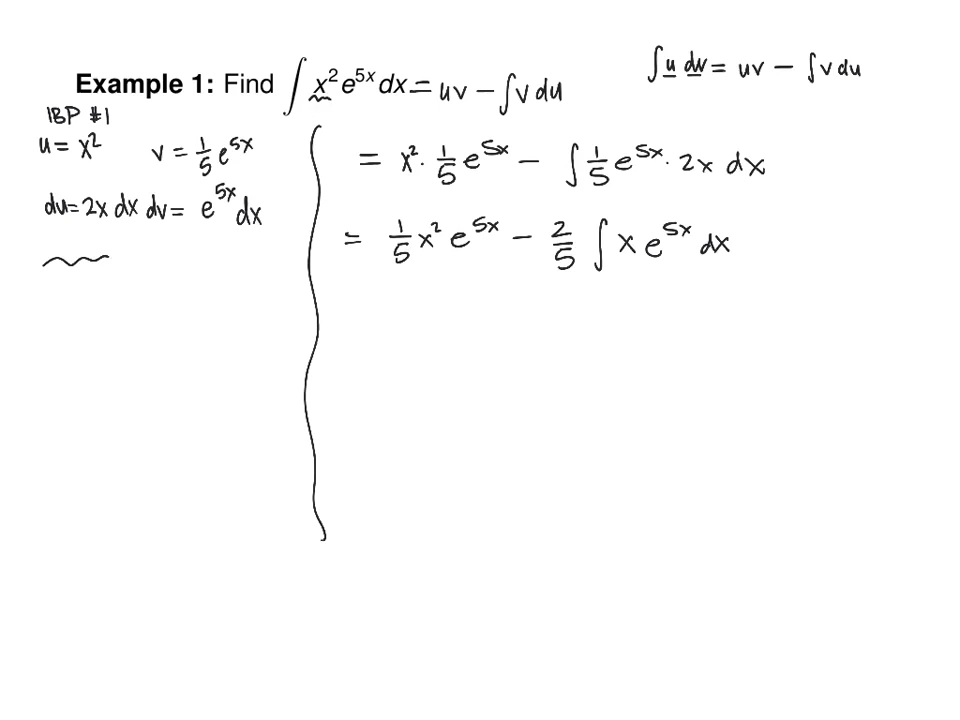 ∫ u dv = uv − ∫ v du
Example 1: Find ∫ x² e^{5x} dx = uv − ∫ v du
IBP #1
u = x²   v = 1/5 e^{5x}
du = 2x dx   dv = e^{5x} dx
= x² · 1/5 e^{5x} − ∫ 1/5 e^{5x} · 2x dx
= 1/5 x² e^{5x} − 2/5 ∫ x e^{5x} dx